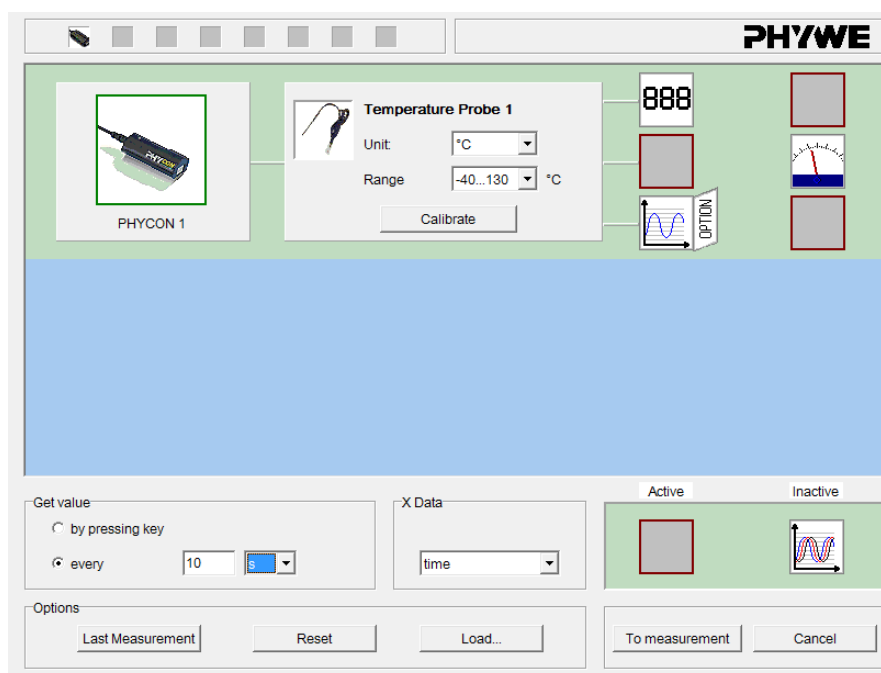 PHYWE
888
Temperature Probe 1
Unit: °C
Range -40...130 °C
Calibrate
PHYCON
PHYCON 1
OPTION
Active Inactive
Get value
by pressing key
every 10 s
X Data
time
Options
Last Measurement Reset Load...
To measurement Cancel